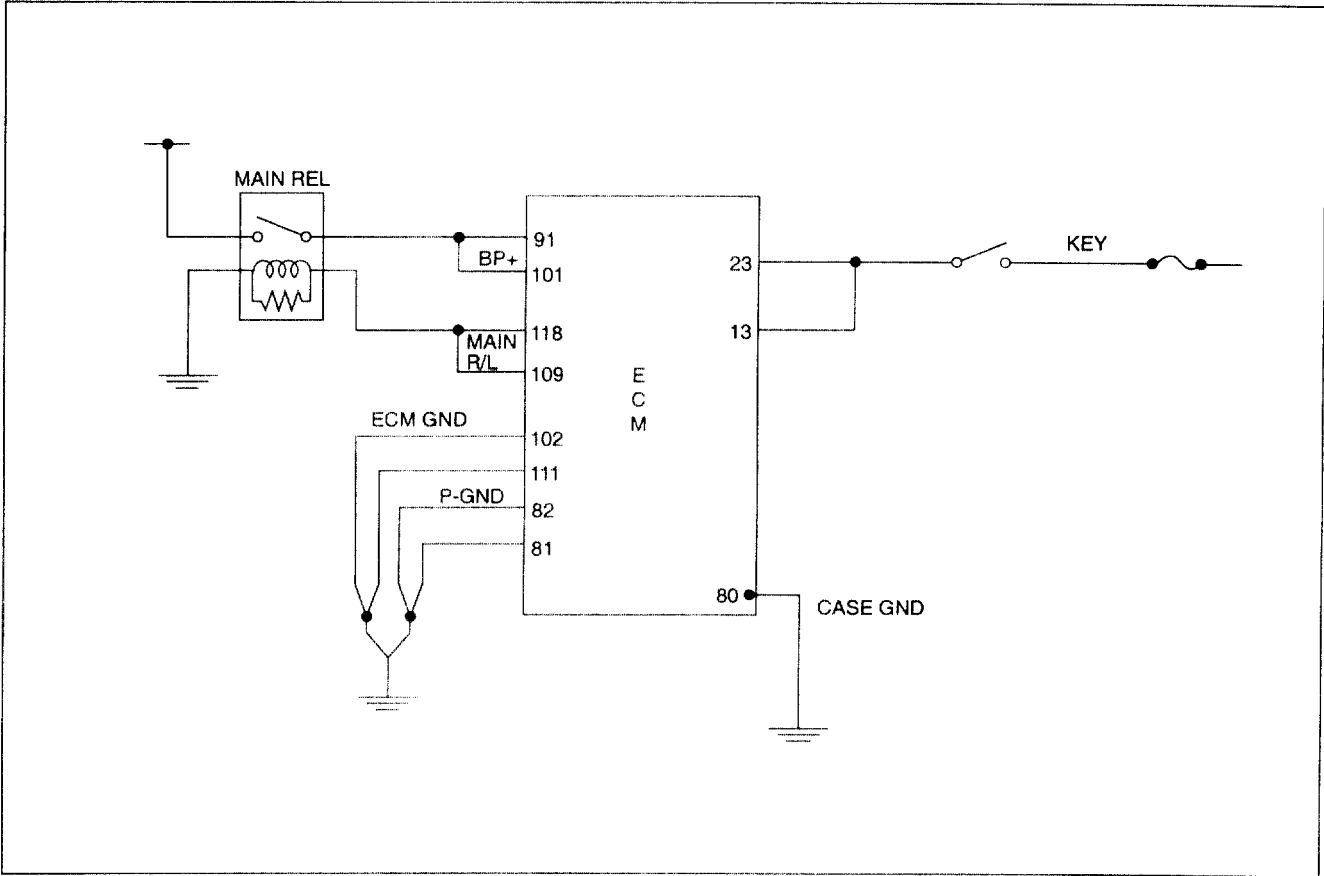 MAIN REL
91
BP+
101
118
MAIN
R/L
109
ECM GND
102
111
P-GND
82
81
E
C
M
23
13
KEY
80
CASE GND